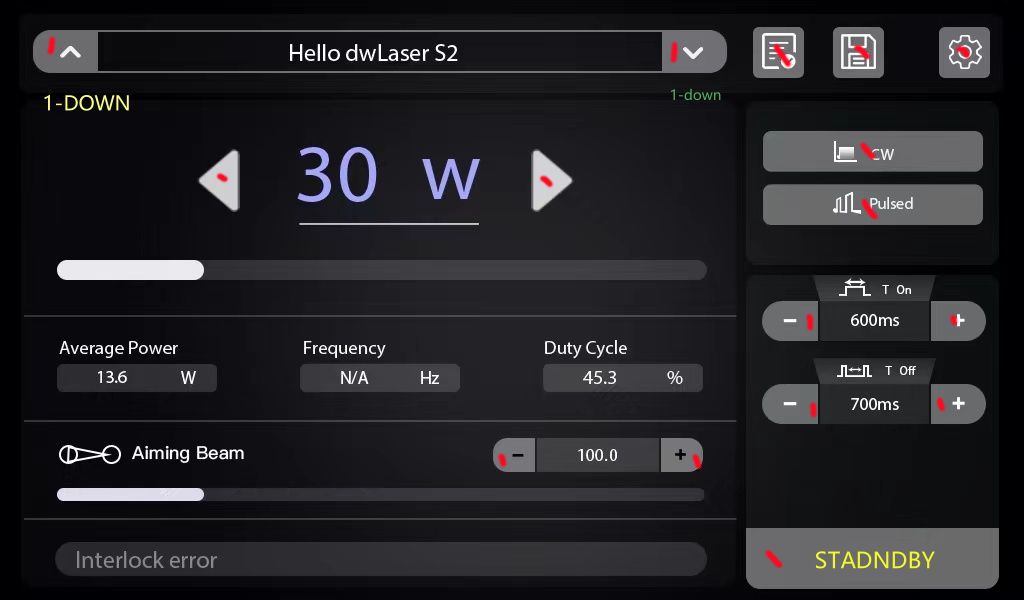 Hello dwLaser S2
1-DOWN
1-down
30 W
CW
Pulsed
T On
− 600ms +
T Off
− 700ms +
Average Power
Frequency
Duty Cycle
13.6 W
N/A Hz
45.3 %
Aiming Beam
− 100.0 +
Interlock error
STADNDBY